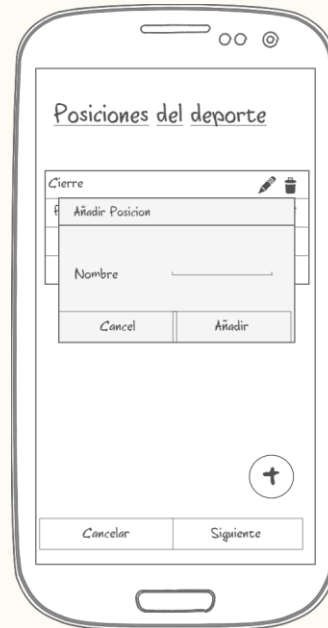 Posiciones del deporte
Cierre
Añadir Posicion
Nombre
Cancel Añadir
Cancelar Siguiente